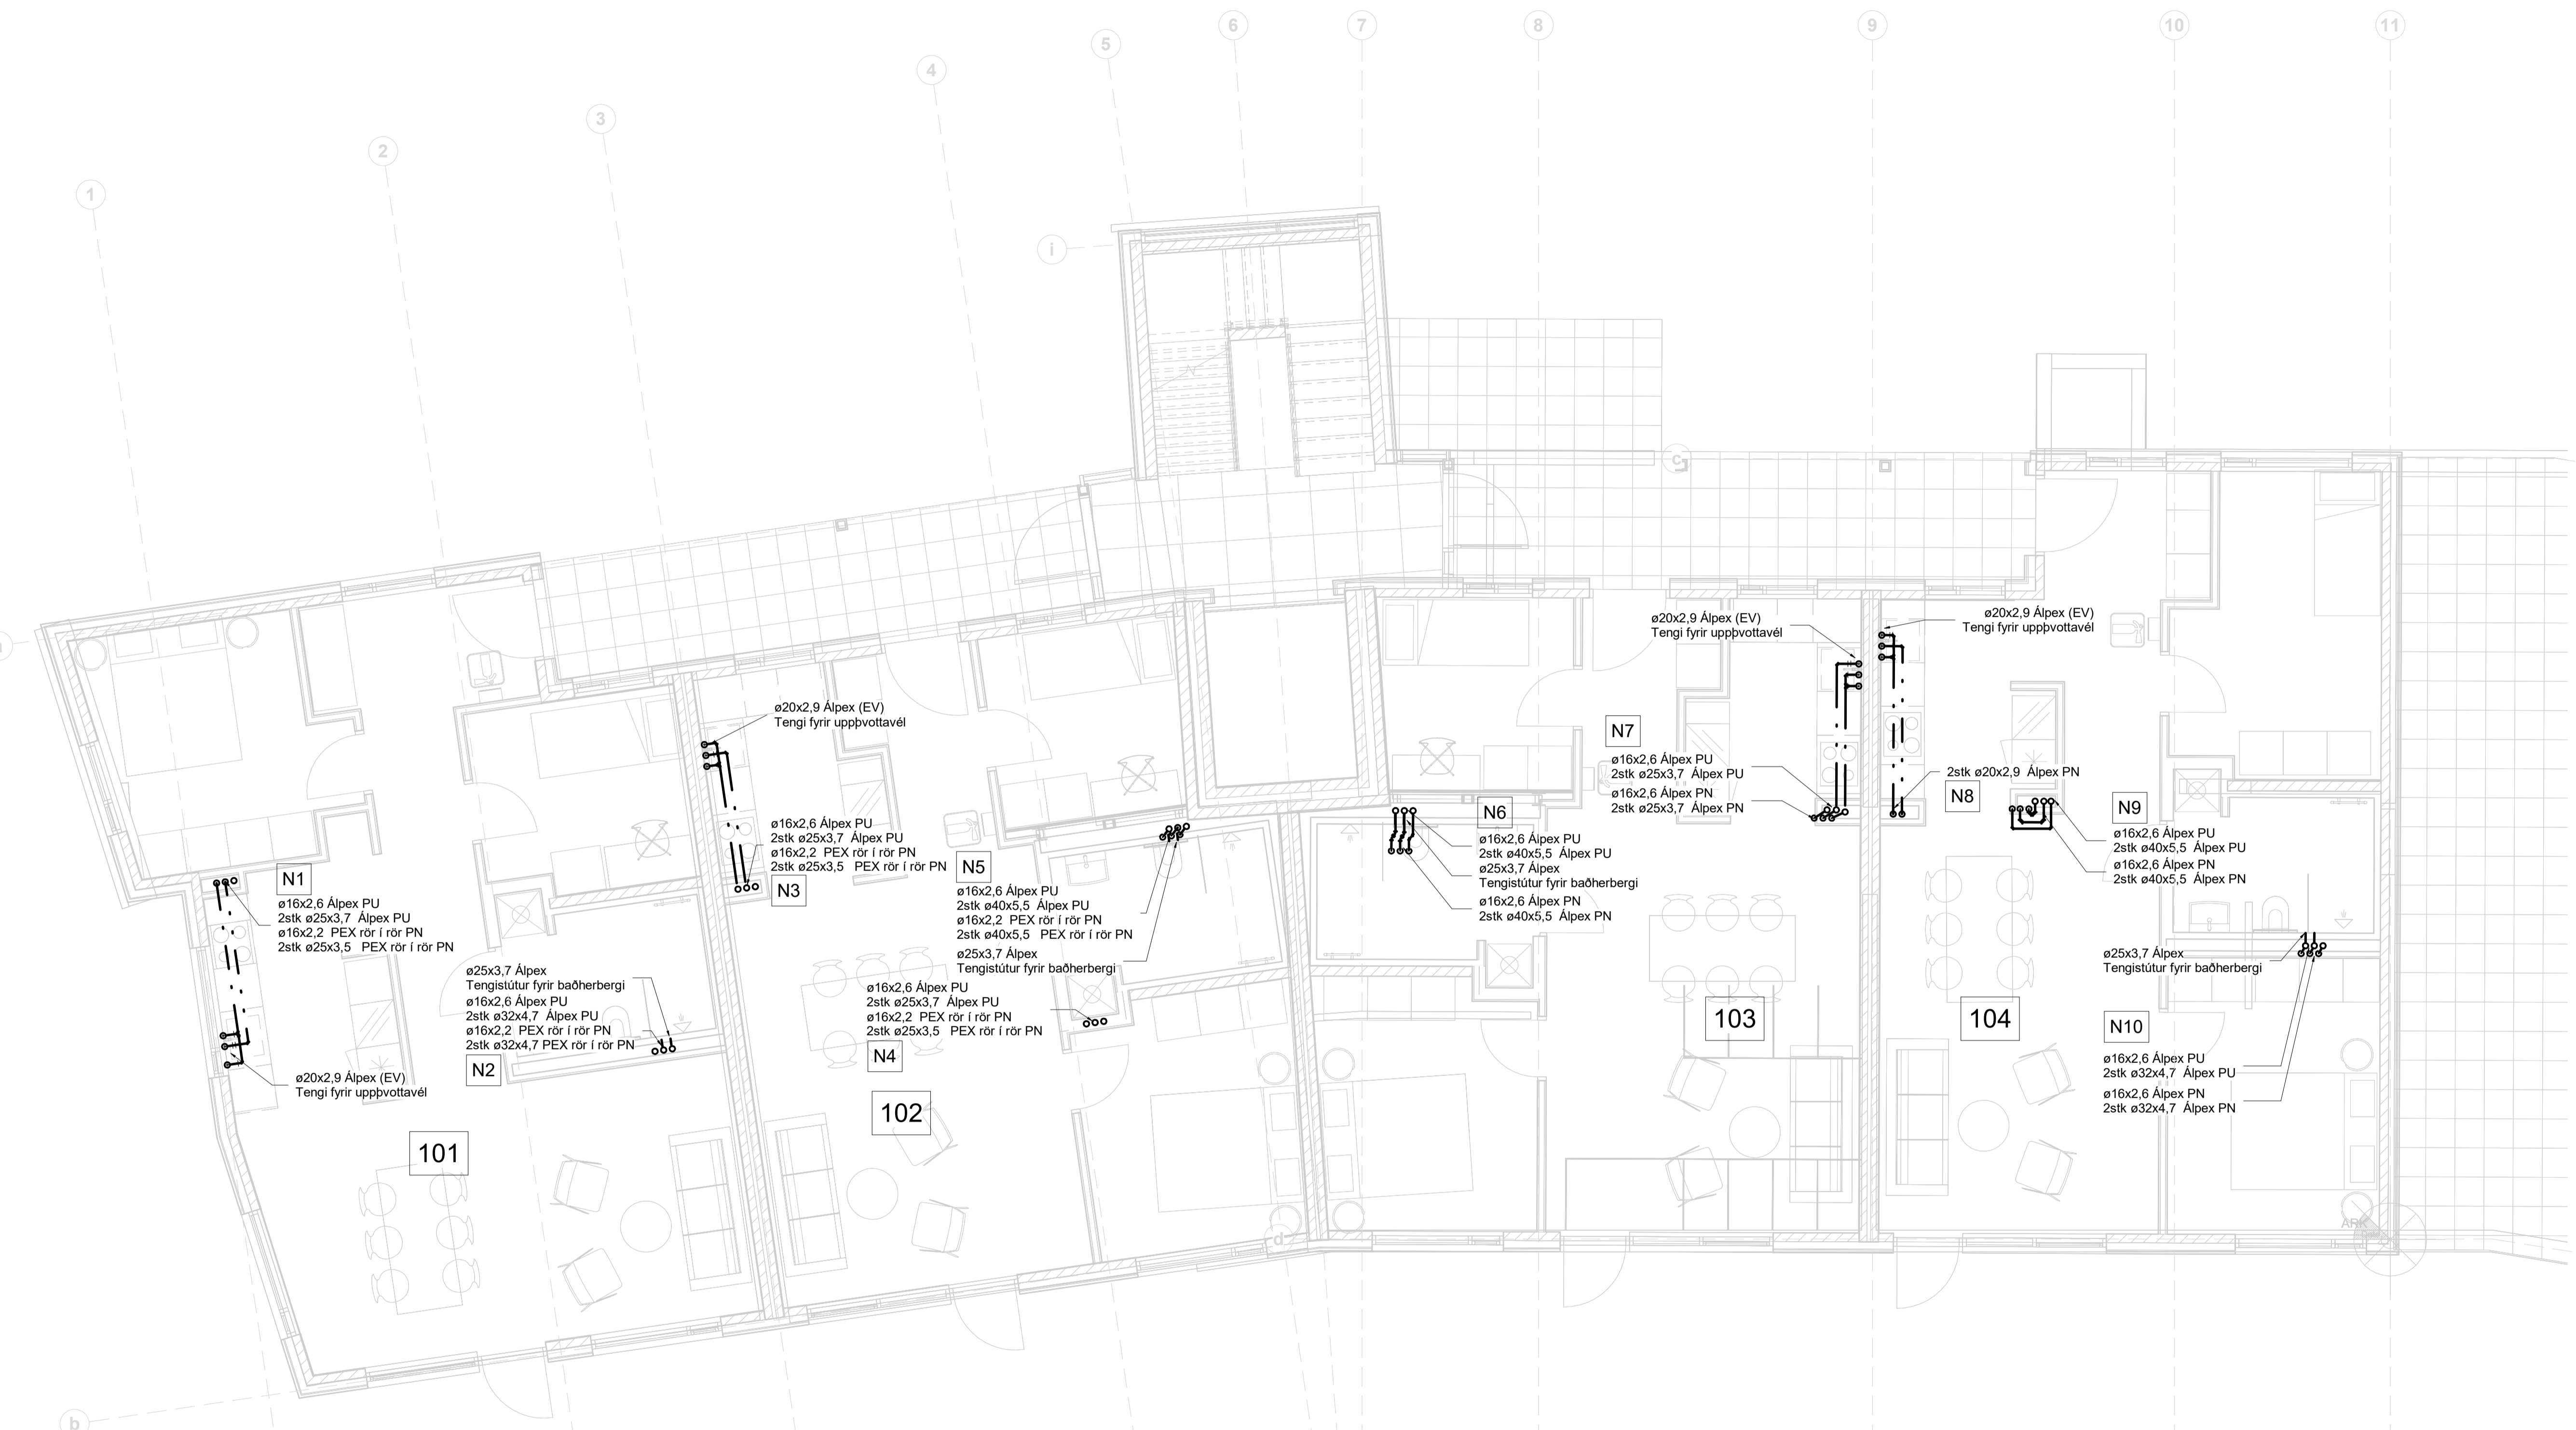 1
2
3
4
5
6
7
8
9
10
11
i
c
ø20x2,9 Álpex (EV)
Tengi fyrir uppþvottavél
ø20x2,9 Álpex (EV)
Tengi fyrir uppþvottavél
ø20x2,9 Álpex (EV)
Tengi fyrir uppþvottavél
N7
ø16x2,6 Álpex PU
2stk ø25x3,7 Álpex PU
ø16x2,6 Álpex PN
2stk ø25x3,7 Álpex PN
2stk ø20x2,9 Álpex PN
N8
N9
ø16x2,6 Álpex PU
2stk ø40x5,5 Álpex PU
ø16x2,6 Álpex PN
2stk ø40x5,5 Álpex PN
N6
ø16x2,6 Álpex PU
2stk ø40x5,5 Álpex PU
ø25x3,7 Álpex
Tengistútur fyrir baðherbergi
ø16x2,6 Álpex PN
2stk ø40x5,5 Álpex PN
ø16x2,6 Álpex PU
2stk ø25x3,7 Álpex PU
ø16x2,2 PEX rör í rör PN
2stk ø25x3,5 PEX rör í rör PN
N3
N5
ø16x2,6 Álpex PU
2stk ø40x5,5 Álpex PU
ø16x2,2 PEX rör í rör PN
2stk ø40x5,5 PEX rör í rör PN
ø25x3,7 Álpex
Tengistútur fyrir baðherbergi
N1
ø16x2,6 Álpex PU
2stk ø25x3,7 Álpex PU
ø16x2,2 PEX rör í rör PN
2stk ø25x3,5 PEX rör í rör PN
ø25x3,7 Álpex
Tengistútur fyrir baðherbergi
ø16x2,6 Álpex PU
2stk ø32x4,7 Álpex PU
ø16x2,2 PEX rör í rör PN
2stk ø32x4,7 PEX rör í rör PN
N2
ø16x2,6 Álpex PU
2stk ø25x3,7 Álpex PU
ø16x2,2 PEX rör í rör PN
2stk ø25x3,5 PEX rör í rör PN
N4
ø25x3,7 Álpex
Tengistútur fyrir baðherbergi
N10
ø16x2,6 Álpex PU
2stk ø32x4,7 Álpex PU
ø16x2,6 Álpex PN
2stk ø32x4,7 Álpex PN
ø20x2,9 Álpex (EV)
Tengi fyrir uppþvottavél
101
102
103
104
d
b